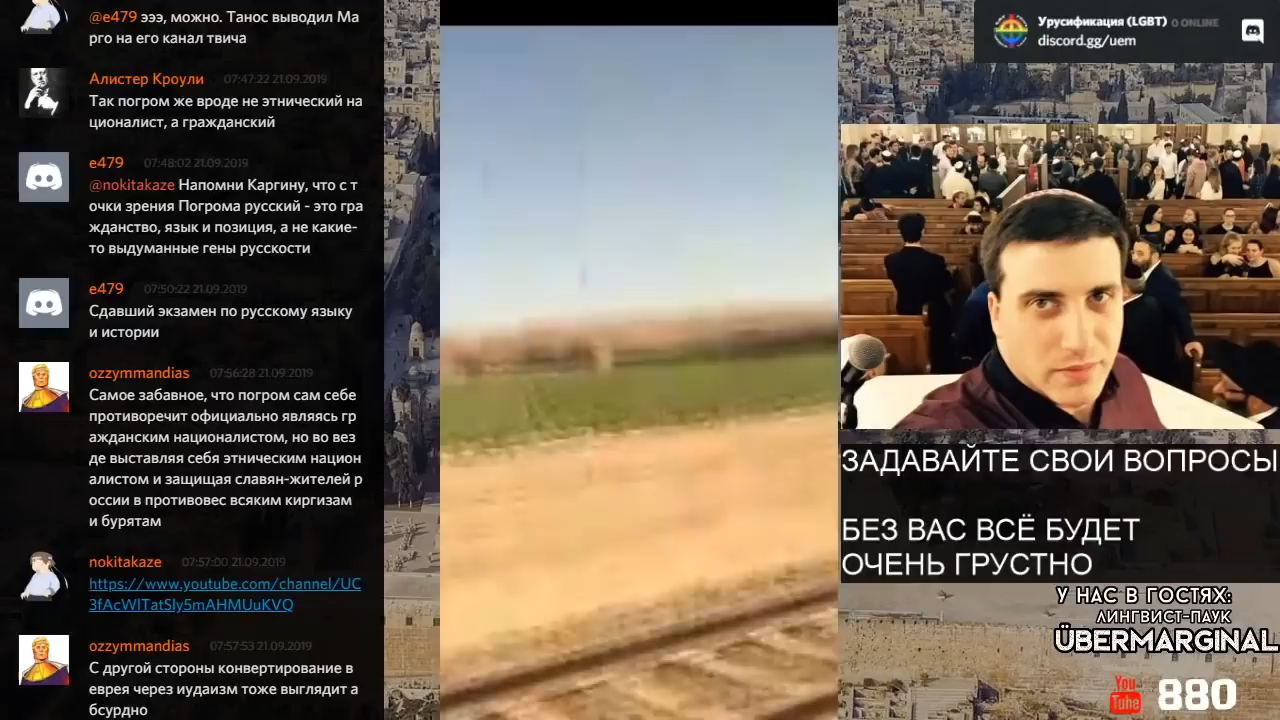 @e479 эээ, можно. Танос выводил Ма
рго на его канал твича
Алистер Кроули 07:47:22 21.09.2019
Так погром же вроде не этнический на
ционалист, а гражданский
e479 07:48:02 21.09.2019
@nokitakaze Напомни Каргину, что с т
очки зрения Погрома русский - это гра
жданство, язык и позиция, а не какие-
то выдуманные гены русскости
e479 07:50:22 21.09.2019
Сдавший экзамен по русскому языку
и истории
ozzymmandias 07:56:28 21.09.2019
Самое забавное, что погром сам себе
противоречит официально являясь гр
ажданским националистом, но во вез
де выставляя себя этническим национ
алистом и защищая славян-жителей р
оссии в противовес всяким киргизам
и бурятам
nokitakaze 07:57:00 21.09.2019
https://www.youtube.com/channel/UC
3fAcWlTatSly5mAHMUuKVQ
ozzymmandias 07:57:53 21.09.2019
С другой стороны конвертирование в
еврея через иудаизм тоже выглядит а
бсурдно
Урусификация (LGBT) 0 ONLINE
discord.gg/uem
ЗАДАВАЙТЕ СВОИ ВОПРОСЫ
БЕЗ ВАС ВСЁ БУДЕТ
ОЧЕНЬ ГРУСТНО
У НАС В ГОСТЯХ:
ЛИНГВИСТ-ПАУК
ÜBERMARGINAL
You
Tube 880